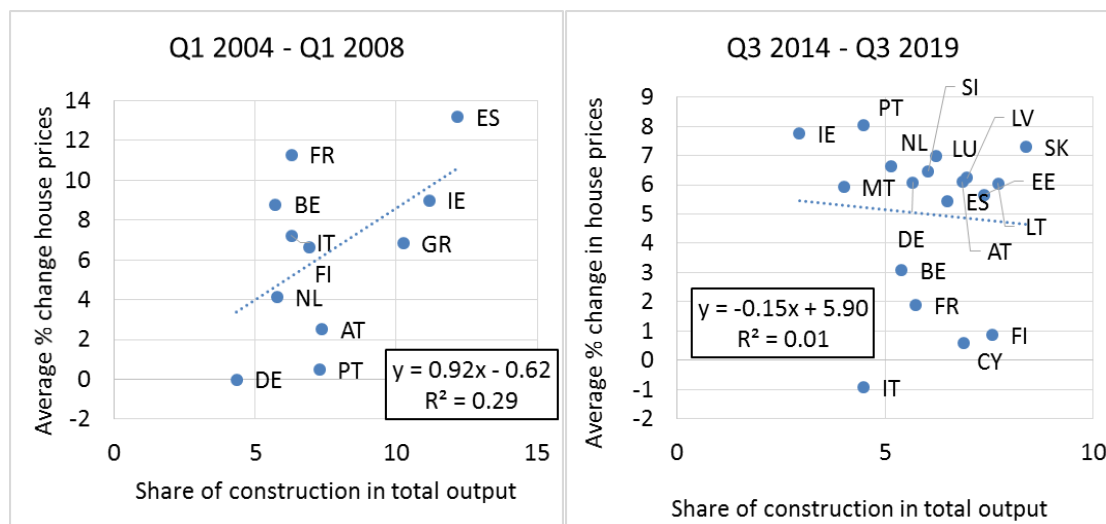 Q1 2004 - Q1 2008
Average % change house prices
14
12
10
8
6
4
2
0
-2
ES
FR
BE
IE
IT
GR
FI
NL
AT
PT
DE
y = 0.92x - 0.62
R² = 0.29
0 5 10 15
Share of construction in total output
Q3 2014 - Q3 2019
Average % change in house prices
9
8
7
6
5
4
3
2
1
0
-1
-2
SI
PT
LV
IE
NL
LU
SK
MT
EE
ES
LT
DE
AT
BE
y = -0.15x + 5.90
R² = 0.01
FR
FI
CY
IT
0 5 10
Share of construction in total output